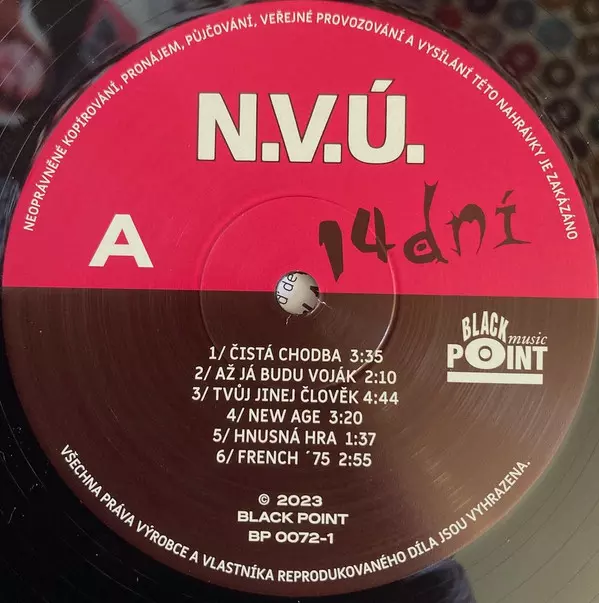 NEOPRÁVNĚNÉ KOPÍROVÁNÍ, PRONÁJEM, PŮJČOVÁNÍ, VEŘEJNÉ PROVOZOVÁNÍ A VYSÍLÁNÍ TÉTO NAHRÁVKY JE ZAKÁZÁNO
N.V.Ú.
A
14 dní
BLACK music
POINT
1/ ČISTÁ CHODBA 3:35
2/ AŽ JÁ BUDU VOJÁK 2:10
3/ TVŮJ JINEJ ČLOVĚK 4:44
4/ NEW AGE 3:20
5/ HNUSNÁ HRA 1:37
6/ FRENCH ´75 2:55
© 2023
BLACK POINT
BP 0072-1
VŠECHNA PRÁVA VÝROBCE A VLASTNÍKA REPRODUKOVANÉHO DÍLA JSOU VYHRAZENA.